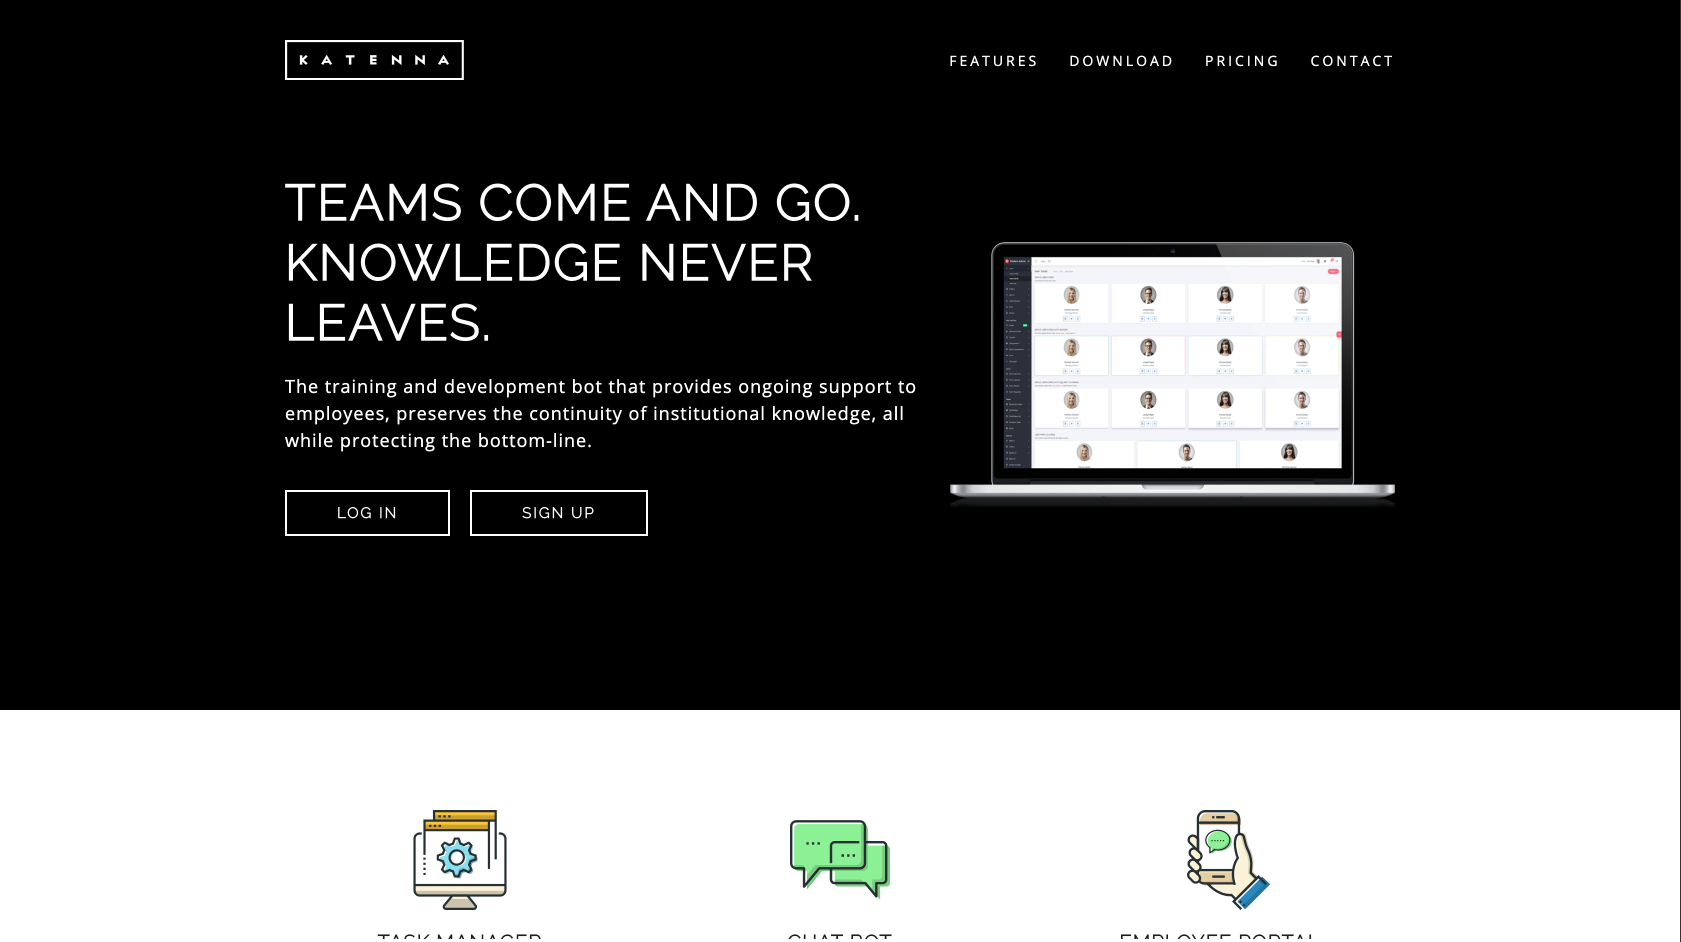 KATENNA
FEATURES DOWNLOAD PRICING CONTACT
TEAMS COME AND GO.
KNOWLEDGE NEVER
LEAVES.
The training and development bot that provides ongoing support to
employees, preserves the continuity of institutional knowledge, all
while protecting the bottom-line.
LOG IN SIGN UP
TASK MANAGER CHAT BOT EMPLOYEE PORTAL